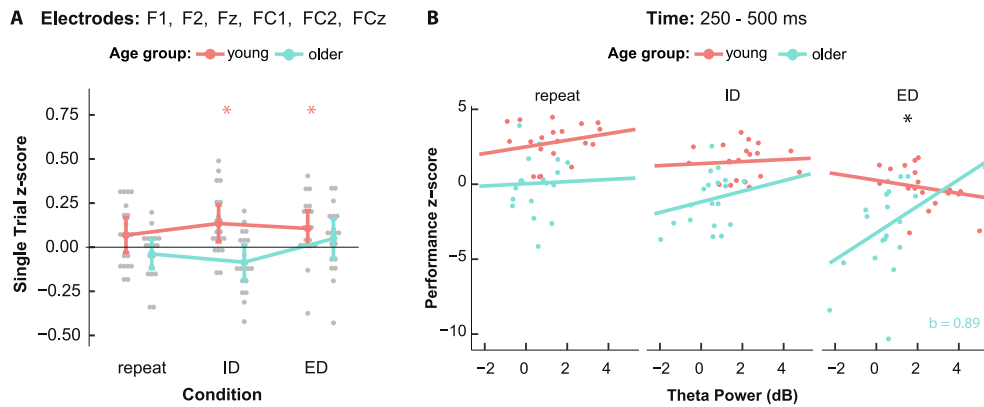 A Electrodes: F1, F2, Fz, FC1, FC2, FCz
Age group: young older
Single Trial z-score
0.75
0.50
0.25
0.00
−0.25
−0.50
* *
repeat ID ED
Condition
B Time: 250 - 500 ms
Age group: young older
repeat ID ED
*
Performance z-score
5
0
−5
−10
b = 0.89
−2 0 2 4 −2 0 2 4 −2 0 2 4
Theta Power (dB)